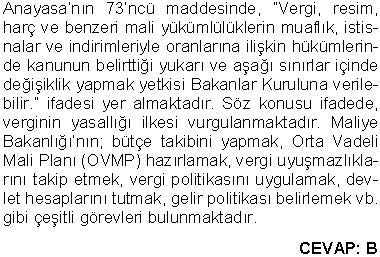 Anayasa'nın 73'ncü maddesinde, "Vergi, resim,
harç ve benzeri mali yükümlülüklerin muaflık, istis-
nalar ve indirimleriyle oranlarına ilişkin hükümlerin-
de kanunun belirttiği yukarı ve aşağı sınırlar içinde
değişiklik yapmak yetkisi Bakanlar Kuruluna verile-
bilir." ifadesi yer almaktadır. Söz konusu ifadede,
verginin yasallığı ilkesi vurgulanmaktadır. Maliye
Bakanlığı'nın; bütçe takibini yapmak, Orta Vadeli
Mali Planı (OVMP) hazırlamak, vergi uyuşmazlıkla-
rını takip etmek, vergi politikasını uygulamak, dev-
let hesaplarını tutmak, gelir politikası belirlemek vb.
gibi çeşitli görevleri bulunmaktadır.
CEVAP: B